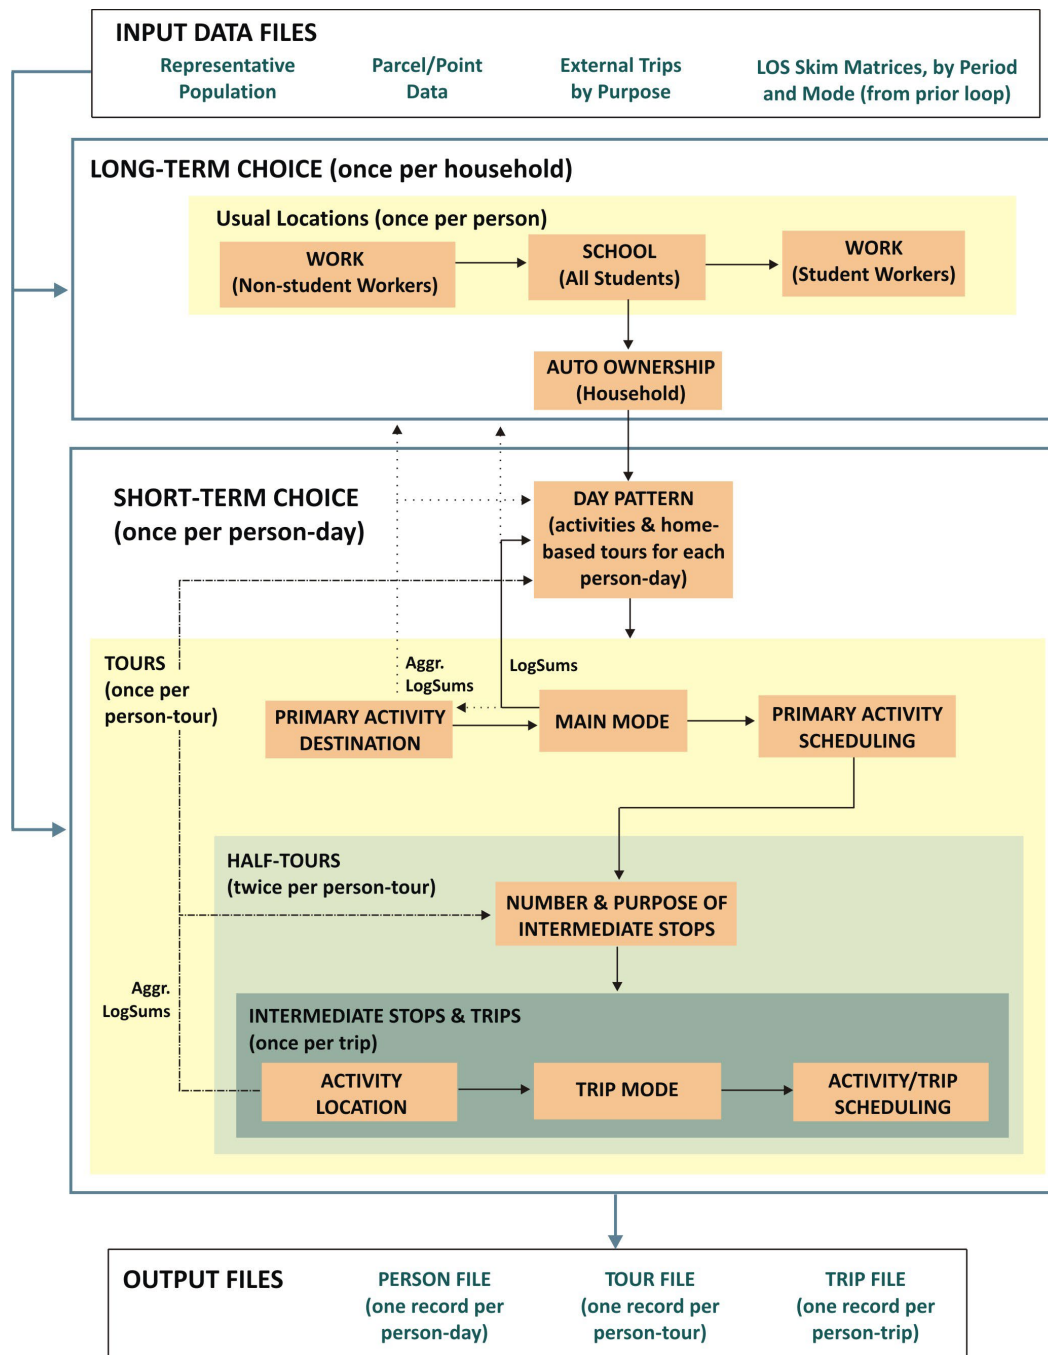 INPUT DATA FILES
Representative
Population
Parcel/Point
Data
External Trips
by Purpose
LOS Skim Matrices, by Period
and Mode (from prior loop)
LONG-TERM CHOICE (once per household)
Usual Locations (once per person)
WORK
(Non-student Workers)
SCHOOL
(All Students)
WORK
(Student Workers)
AUTO OWNERSHIP
(Household)
SHORT-TERM CHOICE
(once per person-day)
DAY PATTERN
(activities & home-
based tours for each
person-day)
TOURS
(once per
person-tour)
Aggr.
LogSums
LogSums
PRIMARY ACTIVITY
DESTINATION
MAIN MODE
PRIMARY ACTIVITY
SCHEDULING
HALF-TOURS
(twice per person-tour)
NUMBER & PURPOSE OF
INTERMEDIATE STOPS
Aggr.
LogSums
INTERMEDIATE STOPS & TRIPS
(once per trip)
ACTIVITY
LOCATION
TRIP MODE
ACTIVITY/TRIP
SCHEDULING
OUTPUT FILES
PERSON FILE
(one record per
person-day)
TOUR FILE
(one record per
person-tour)
TRIP FILE
(one record per
person-trip)